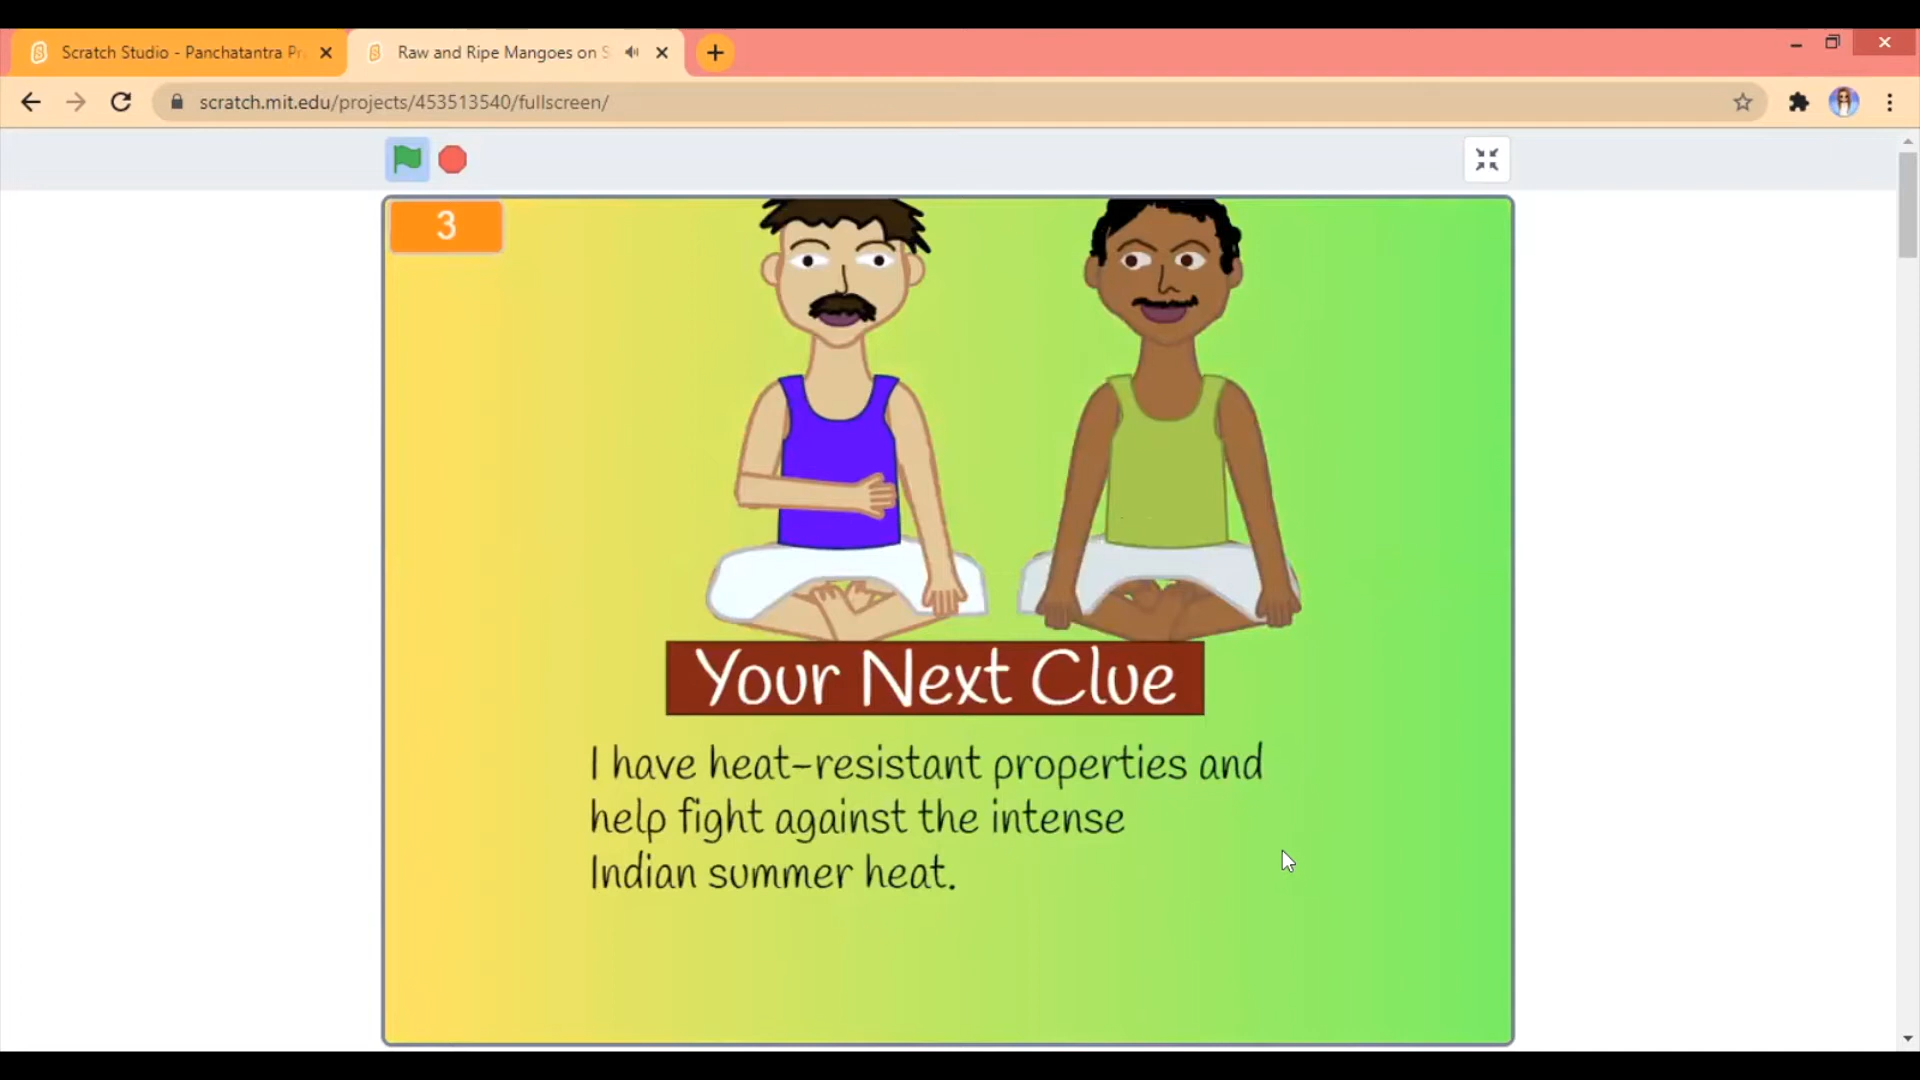 Scratch Studio - Panchatantra Pr
Raw and Ripe Mangoes on S
scratch.mit.edu/projects/453513540/fullscreen/
3
Your Next Clue
I have heat-resistant properties and
help fight against the intense
Indian summer heat.